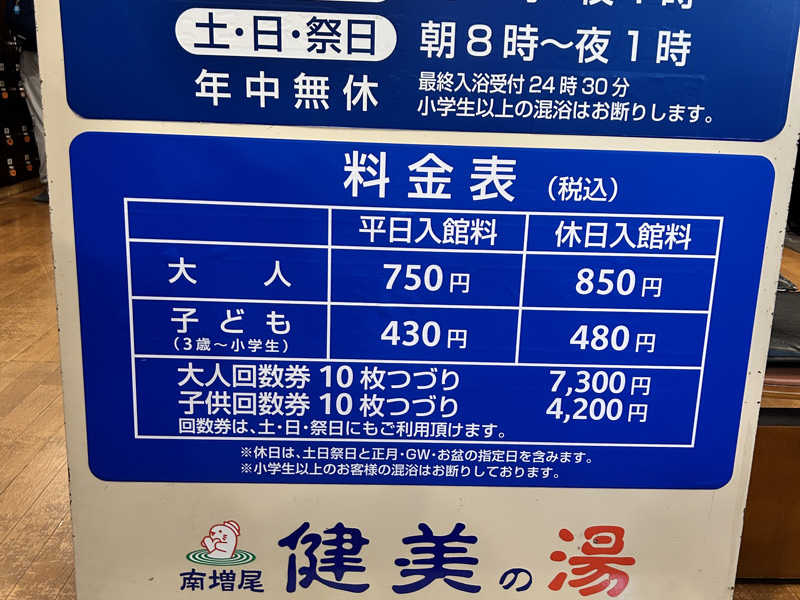 土・日・祭日 朝8時～夜1時
年中無休 最終入浴受付24時30分
小学生以上の混浴はお断りします。
料金表 (税込)
平日入館料 休日入館料
大人 750円 850円
子ども 430円 480円
(3歳～小学生)
大人回数券 10枚つづり 7,300円
子供回数券 10枚つづり 4,200円
回数券は、土・日・祭日にもご利用頂けます。
※休日は、土日祭日と正月・GW・お盆の指定日を含みます。
※小学生以上のお客様の混浴はお断りしております。
南増尾 健美の湯